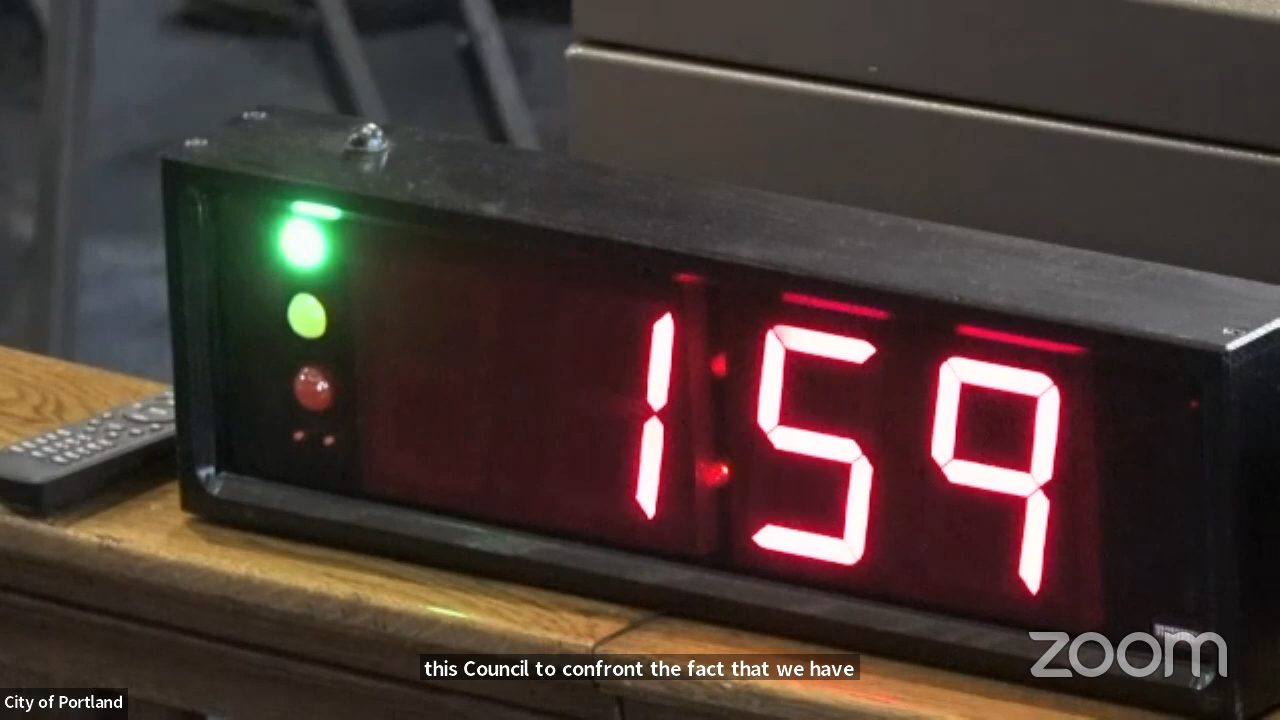 1:59
this Council to confront the fact that we have
zoom
City of Portland